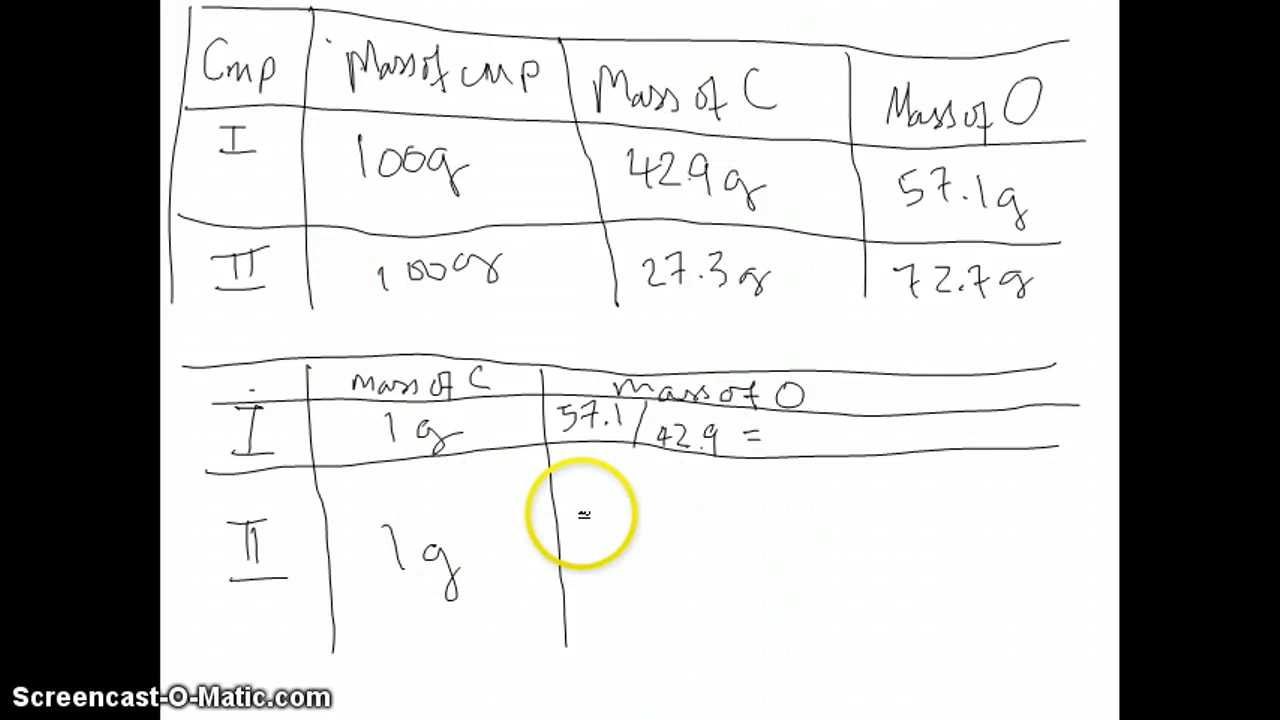 Cmp Mass of cmp Mass of C Mass of O
I 100g 42.9g 57.1g
II 100g 27.3g 72.7g
mass of C mass of O
I 1g 57.1/42.9 =
II 1g
Screencast-O-Matic.com